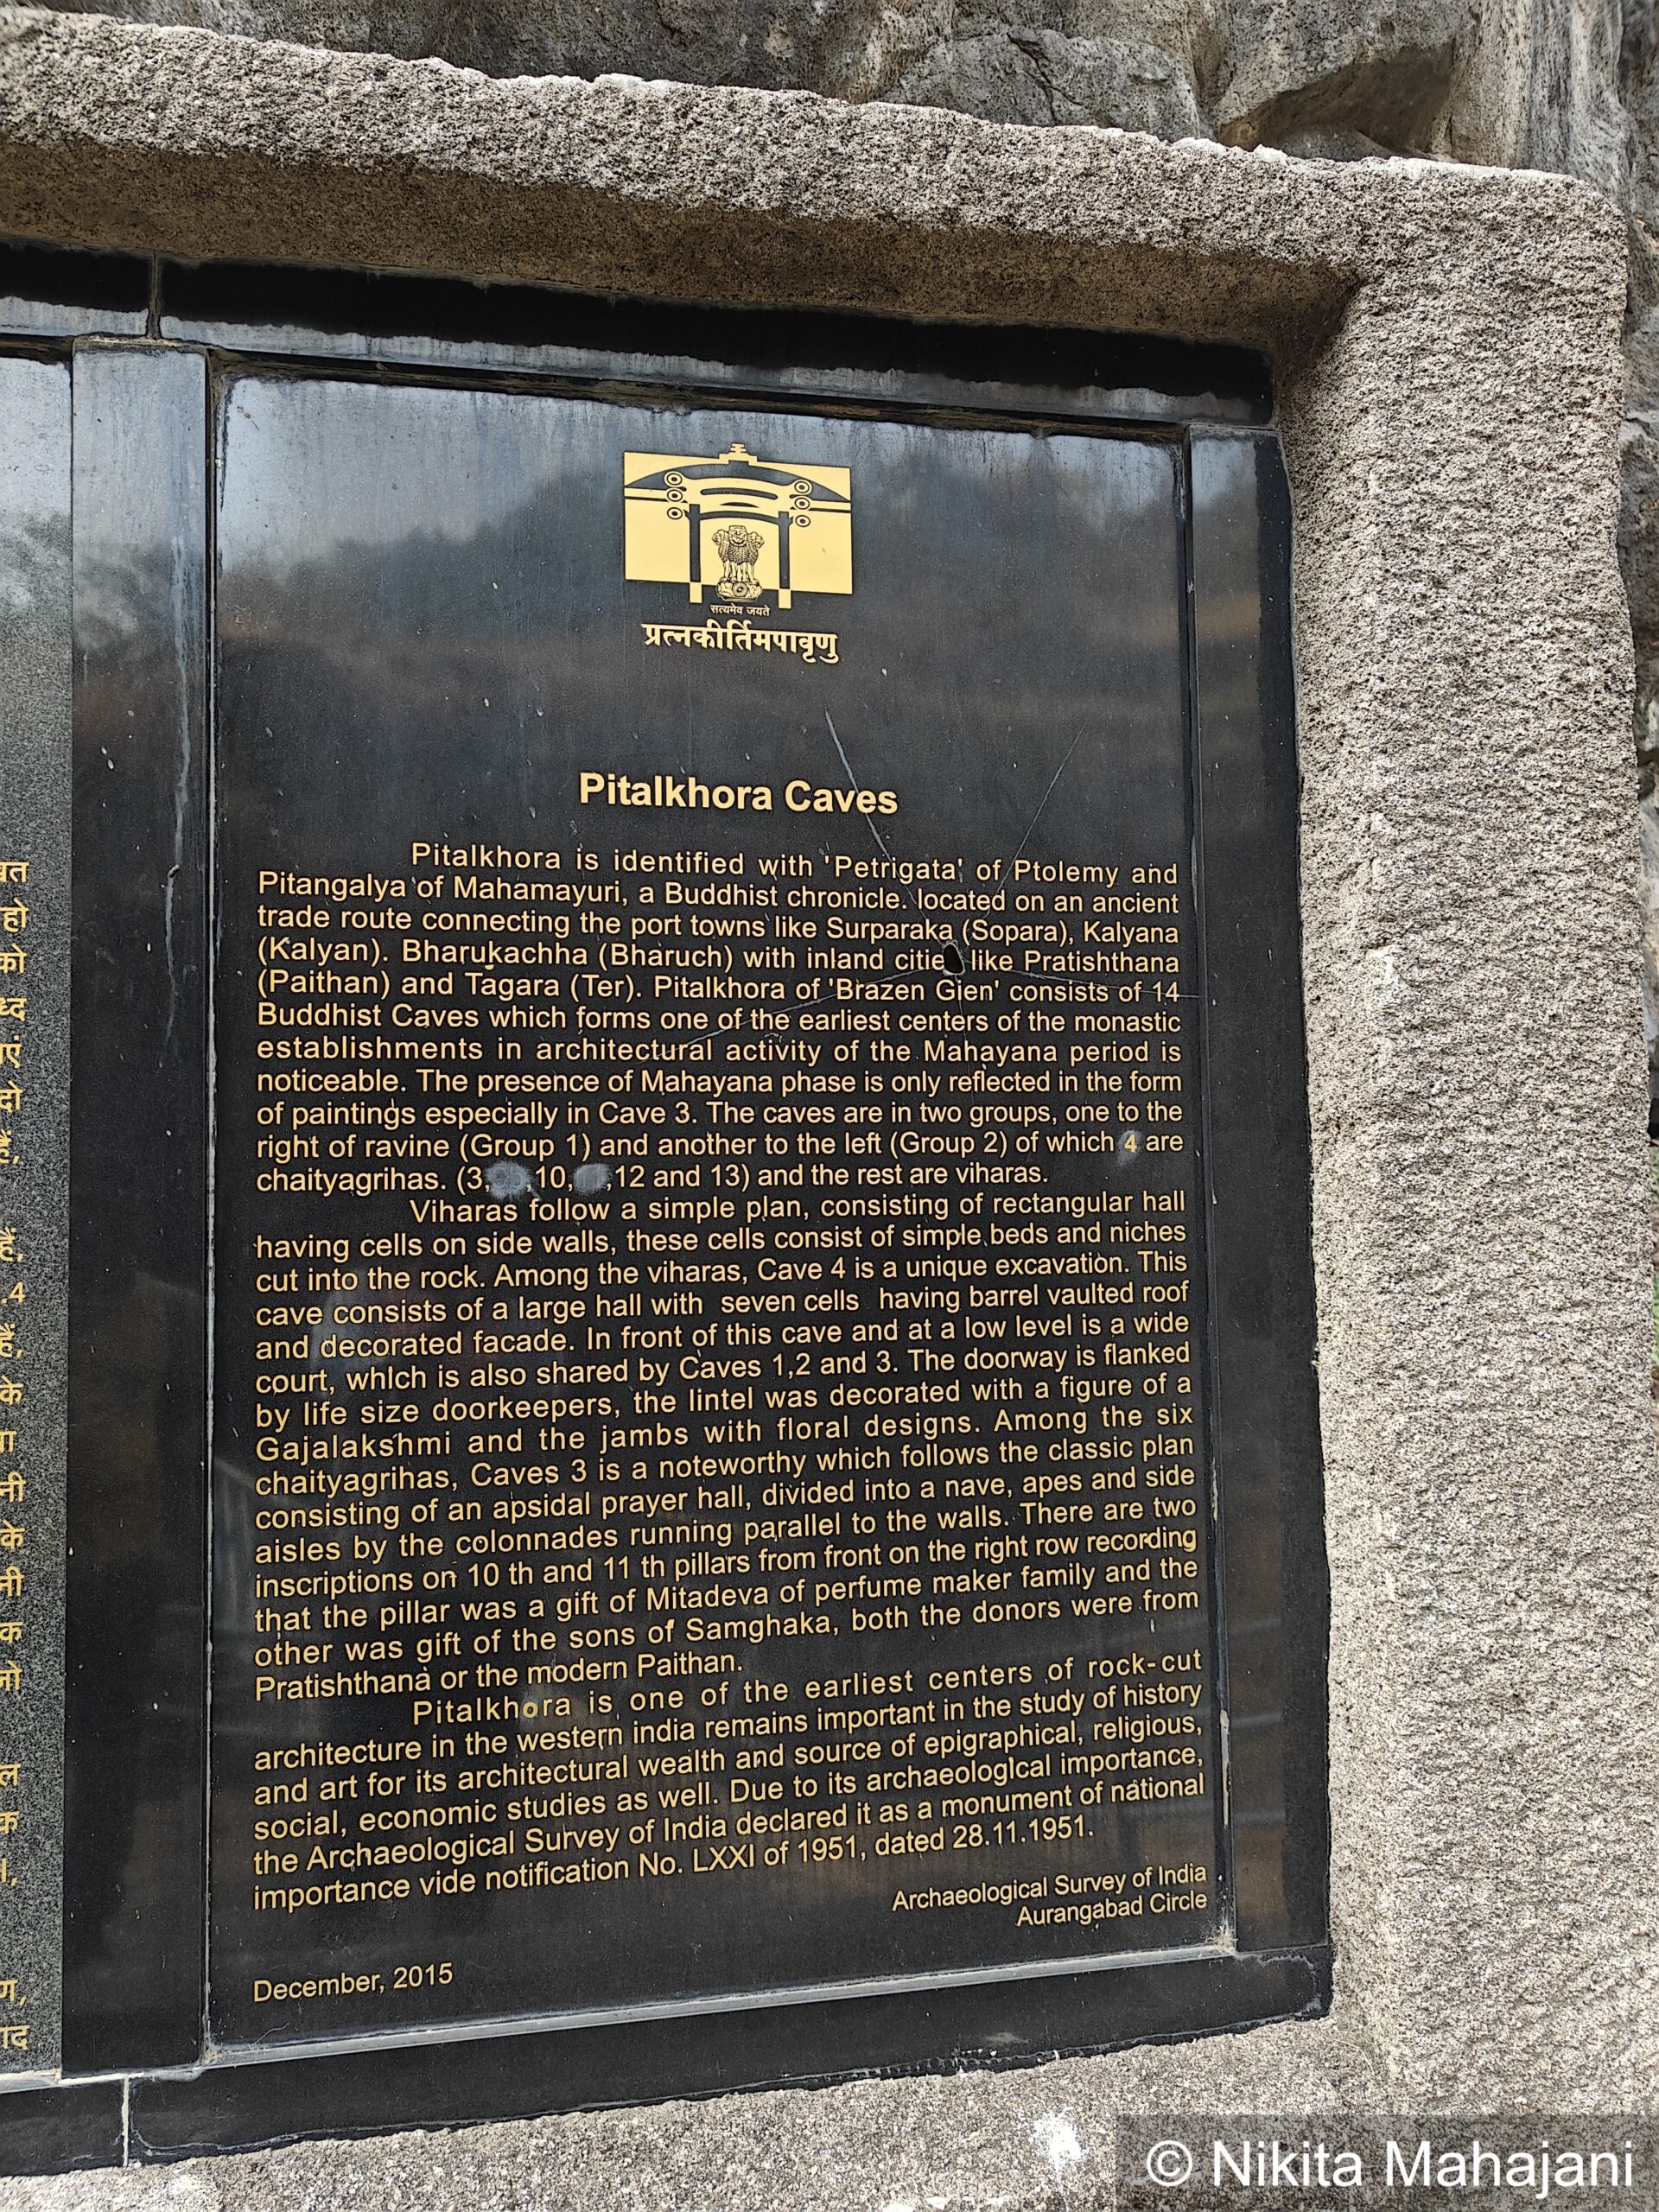 सत्यमेव जयते
प्रत्नकीर्तिमपावृणु
Pitalkhora Caves
Pitalkhora is identified with 'Petrigata' of Ptolemy and
Pitangalya of Mahamayuri, a Buddhist chronicle. located on an ancient
trade route connecting the port towns like Surparaka (Sopara), Kalyana
(Kalyan). Bharukachha (Bharuch) with inland citie like Pratishthana
(Paithan) and Tagara (Ter). Pitalkhora of 'Brazen Gien' consists of 14
Buddhist Caves which forms one of the earliest centers of the monastic
establishments in architectural activity of the Mahayana period is
noticeable. The presence of Mahayana phase is only reflected in the form
of paintings especially in Cave 3. The caves are in two groups, one to the
right of ravine (Group 1) and another to the left (Group 2) of which 4 are
chaityagrihas. (3, ,10, ,12 and 13) and the rest are viharas.
Viharas follow a simple plan, consisting of rectangular hall
having cells on side walls, these cells consist of simple beds and niches
cut into the rock. Among the viharas, Cave 4 is a unique excavation. This
cave consists of a large hall with seven cells having barrel vaulted roof
and decorated facade. In front of this cave and at a low level is a wide
court, which is also shared by Caves 1,2 and 3. The doorway is flanked
by life size doorkeepers, the lintel was decorated with a figure of a
Gajalakshmi and the jambs with floral designs. Among the six
chaityagrihas, Caves 3 is a noteworthy which follows the classic plan
consisting of an apsidal prayer hall, divided into a nave, apes and side
aisles by the colonnades running parallel to the walls. There are two
inscriptions on 10 th and 11 th pillars from front on the right row recording
that the pillar was a gift of Mitadeva of perfume maker family and the
other was gift of the sons of Samghaka, both the donors were from
Pratishthana or the modern Paithan.
Pitalkhora is one of the earliest centers of rock-cut
architecture in the western india remains important in the study of history
and art for its architectural wealth and source of epigraphical, religious,
social, economic studies as well. Due to its archaeological importance,
the Archaeological Survey of India declared it as a monument of national
importance vide notification No. LXXI of 1951, dated 28.11.1951.
Archaeological Survey of India
Aurangabad Circle
December, 2015
© Nikita Mahajani